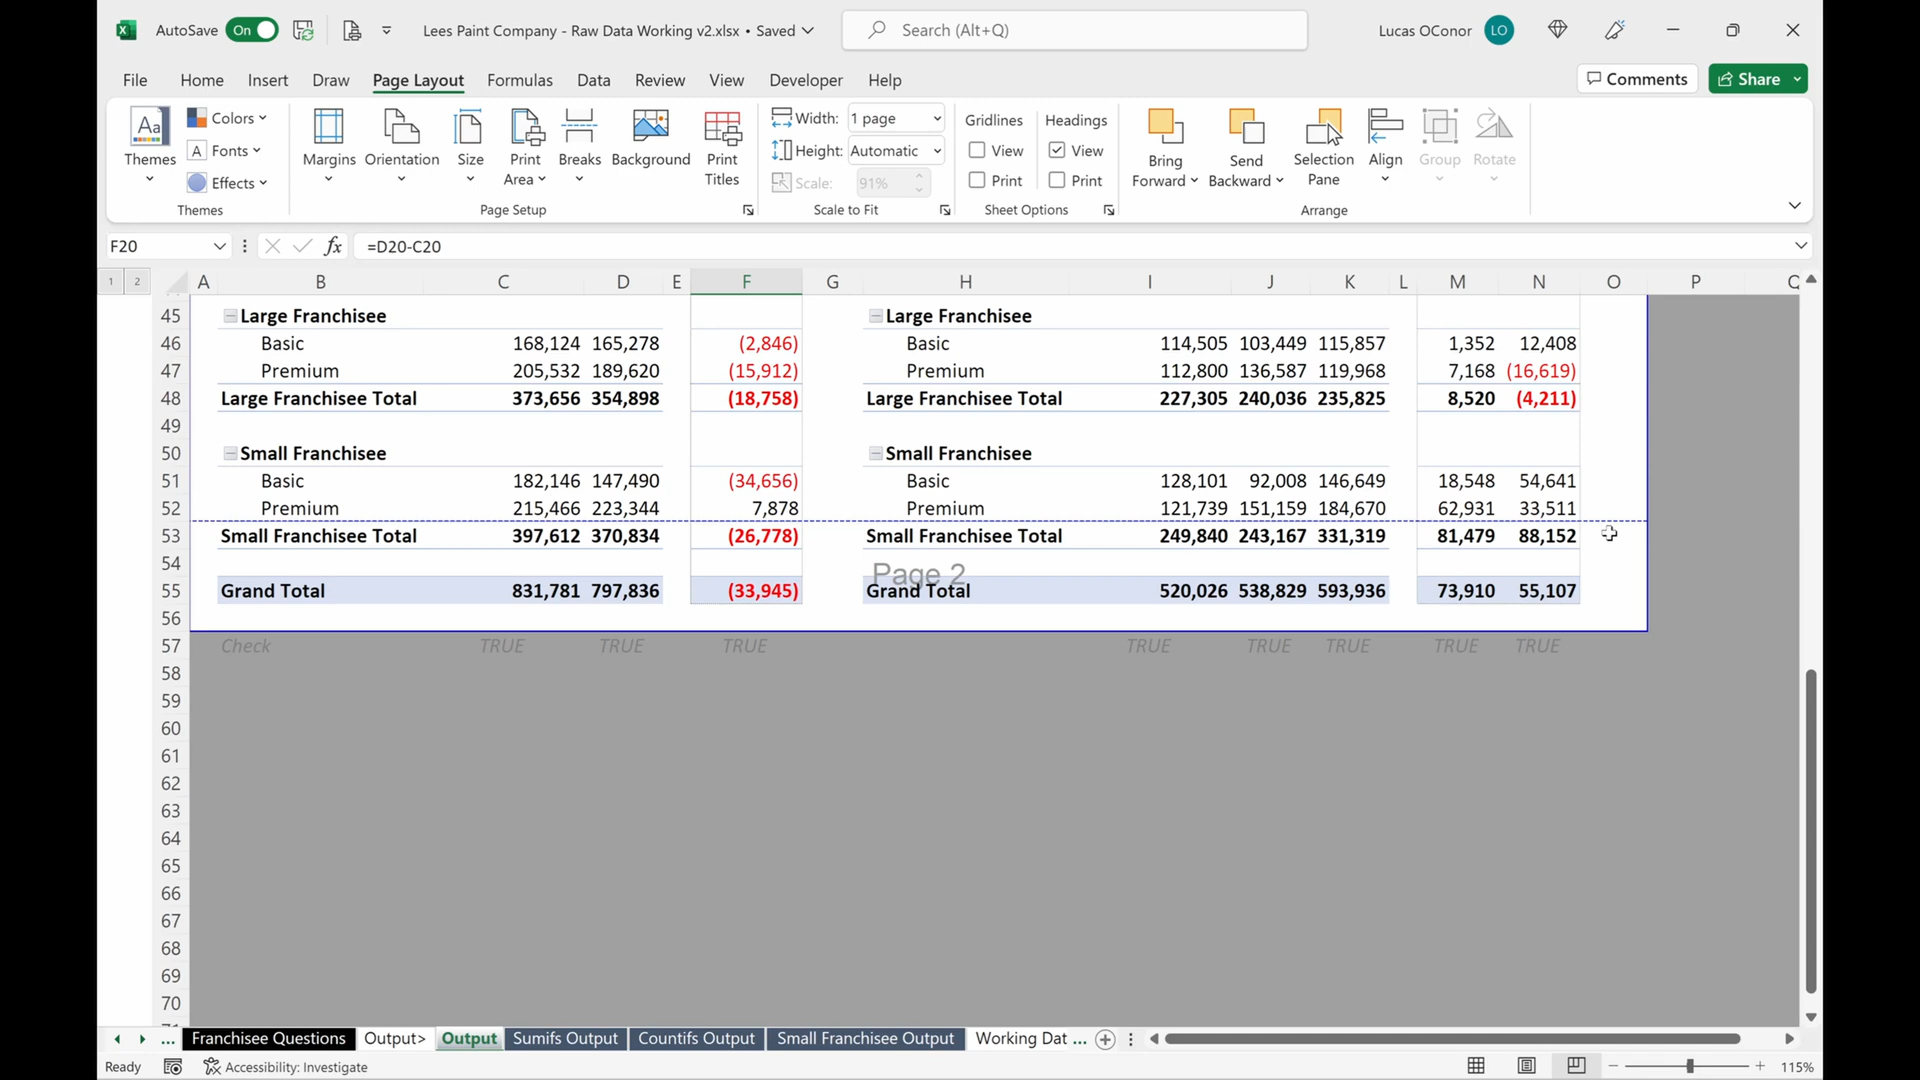 AutoSave On Lees Paint Company - Raw Data Working v2.xlsx • Saved Search (Alt+Q) Lucas OConor LO
File Home Insert Draw Page Layout Formulas Data Review View Developer Help Comments Share
Themes Colors Fonts Effects Themes
Margins Orientation Size Print Area Breaks Background Print Titles Page Setup
Width: 1 page Height: Automatic Scale: 91% Scale to Fit
Gridlines View Print Headings View Print Sheet Options
Bring Forward Send Backward Selection Pane Align Group Rotate Arrange
F20 fx =D20-C20
1 2 A B C D E F G H I J K L M N O P Q
45 Large Franchisee Large Franchisee
46 Basic 168,124 165,278 (2,846) Basic 114,505 103,449 115,857 1,352 12,408
47 Premium 205,532 189,620 (15,912) Premium 112,800 136,587 119,968 7,168 (16,619)
48 Large Franchisee Total 373,656 354,898 (18,758) Large Franchisee Total 227,305 240,036 235,825 8,520 (4,211)
49
50 Small Franchisee Small Franchisee
51 Basic 182,146 147,490 (34,656) Basic 128,101 92,008 146,649 18,548 54,641
52 Premium 215,466 223,344 7,878 Premium 121,739 151,159 184,670 62,931 33,511
53 Small Franchisee Total 397,612 370,834 (26,778) Small Franchisee Total 249,840 243,167 331,319 81,479 88,152
54 Page 2
55 Grand Total 831,781 797,836 (33,945) Grand Total 520,026 538,829 593,936 73,910 55,107
56
57 Check TRUE TRUE TRUE TRUE TRUE TRUE TRUE TRUE
58
59
60
61
62
63
64
65
66
67
68
69
70
... Franchisee Questions Output> Output Sumifs Output Countifs Output Small Franchisee Output Working Dat ...
Ready Accessibility: Investigate 115%